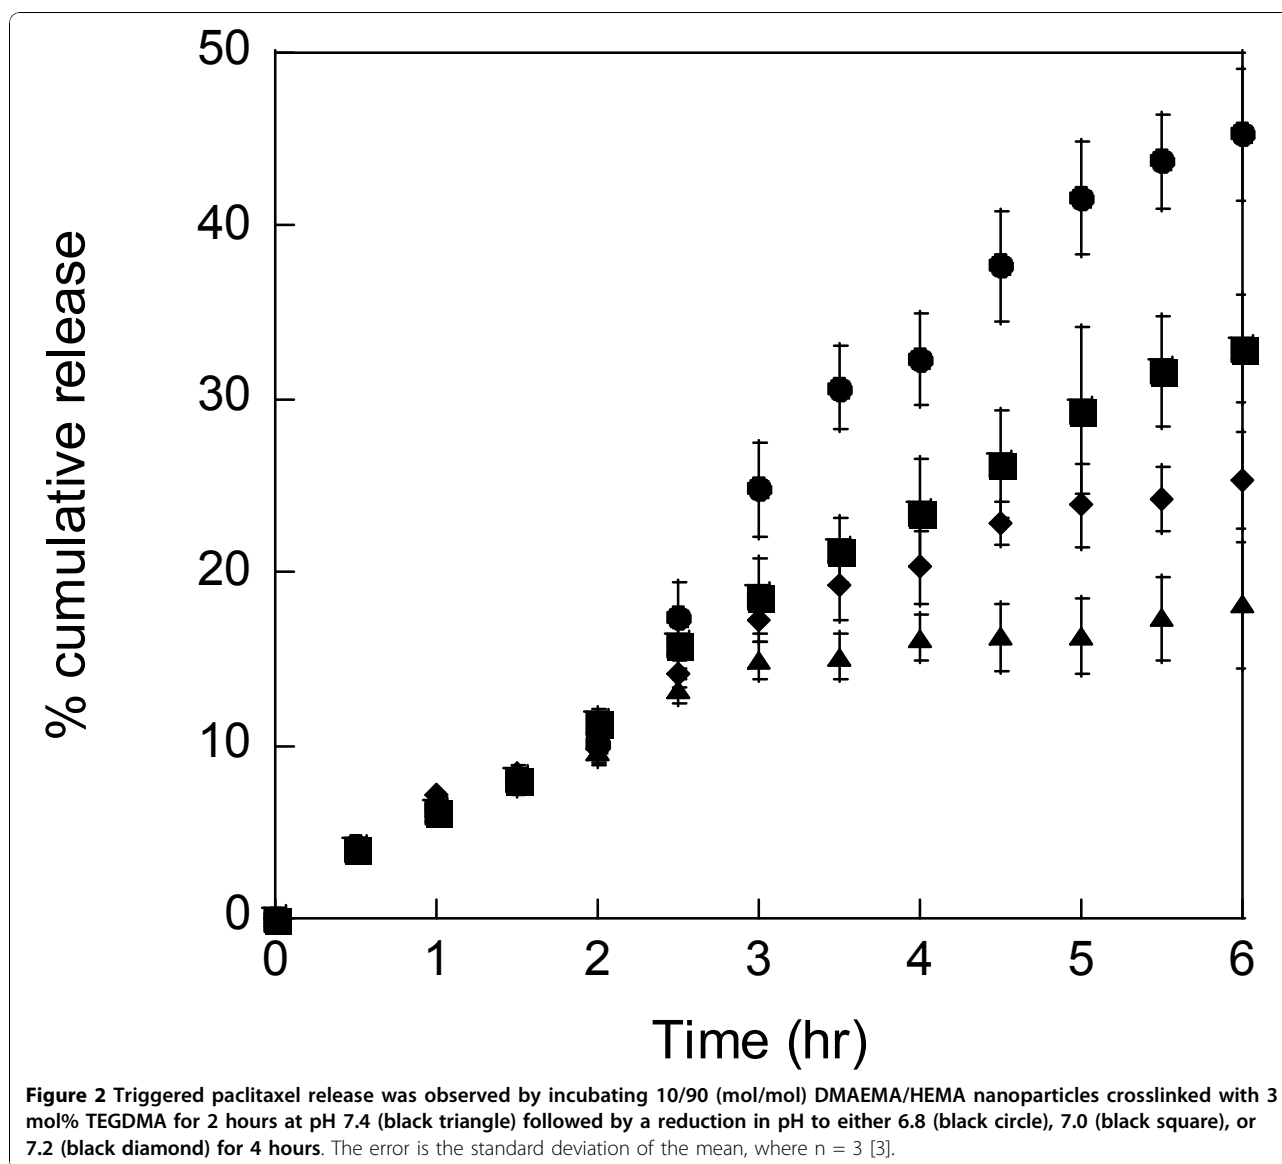 50
40
30
20
10
0
% cumulative release
0 1 2 3 4 5 6
Time (hr)
Figure 2 Triggered paclitaxel release was observed by incubating 10/90 (mol/mol) DMAEMA/HEMA nanoparticles crosslinked with 3
mol% TEGDMA for 2 hours at pH 7.4 (black triangle) followed by a reduction in pH to either 6.8 (black circle), 7.0 (black square), or
7.2 (black diamond) for 4 hours. The error is the standard deviation of the mean, where n = 3 [3].